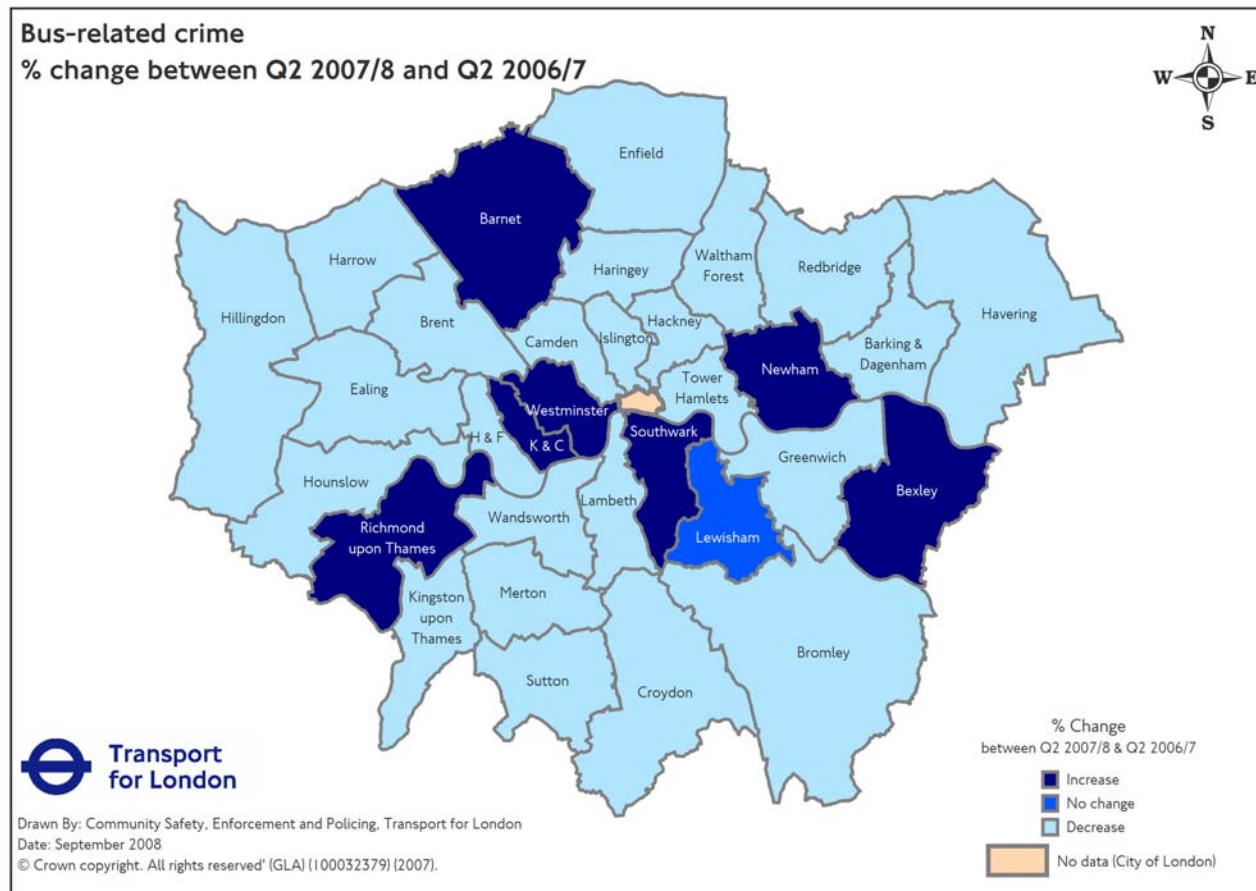 Bus-related crime
% change between Q2 2007/8 and Q2 2006/7
N
W
E
S
Enfield
Barnet
Harrow
Haringey
Waltham
Forest
Redbridge
Hillingdon
Brent
Camden
Islington
Hackney
Havering
Barking &
Dagenham
Ealing
Newham
Tower
Hamlets
Westminster
H & F
K & C
Southwark
Greenwich
Hounslow
Bexley
Richmond
upon Thames
Wandsworth
Lambeth
Lewisham
Kingston
upon
Thames
Merton
Bromley
Sutton
Croydon
% Change
between Q2 2007/8 & Q2 2006/7
Increase
No change
Decrease
No data (City of London)
Transport
for London
Drawn By: Community Safety, Enforcement and Policing, Transport for London
Date: September 2008
© Crown copyright. All rights reserved' (GLA) (100032379) (2007).